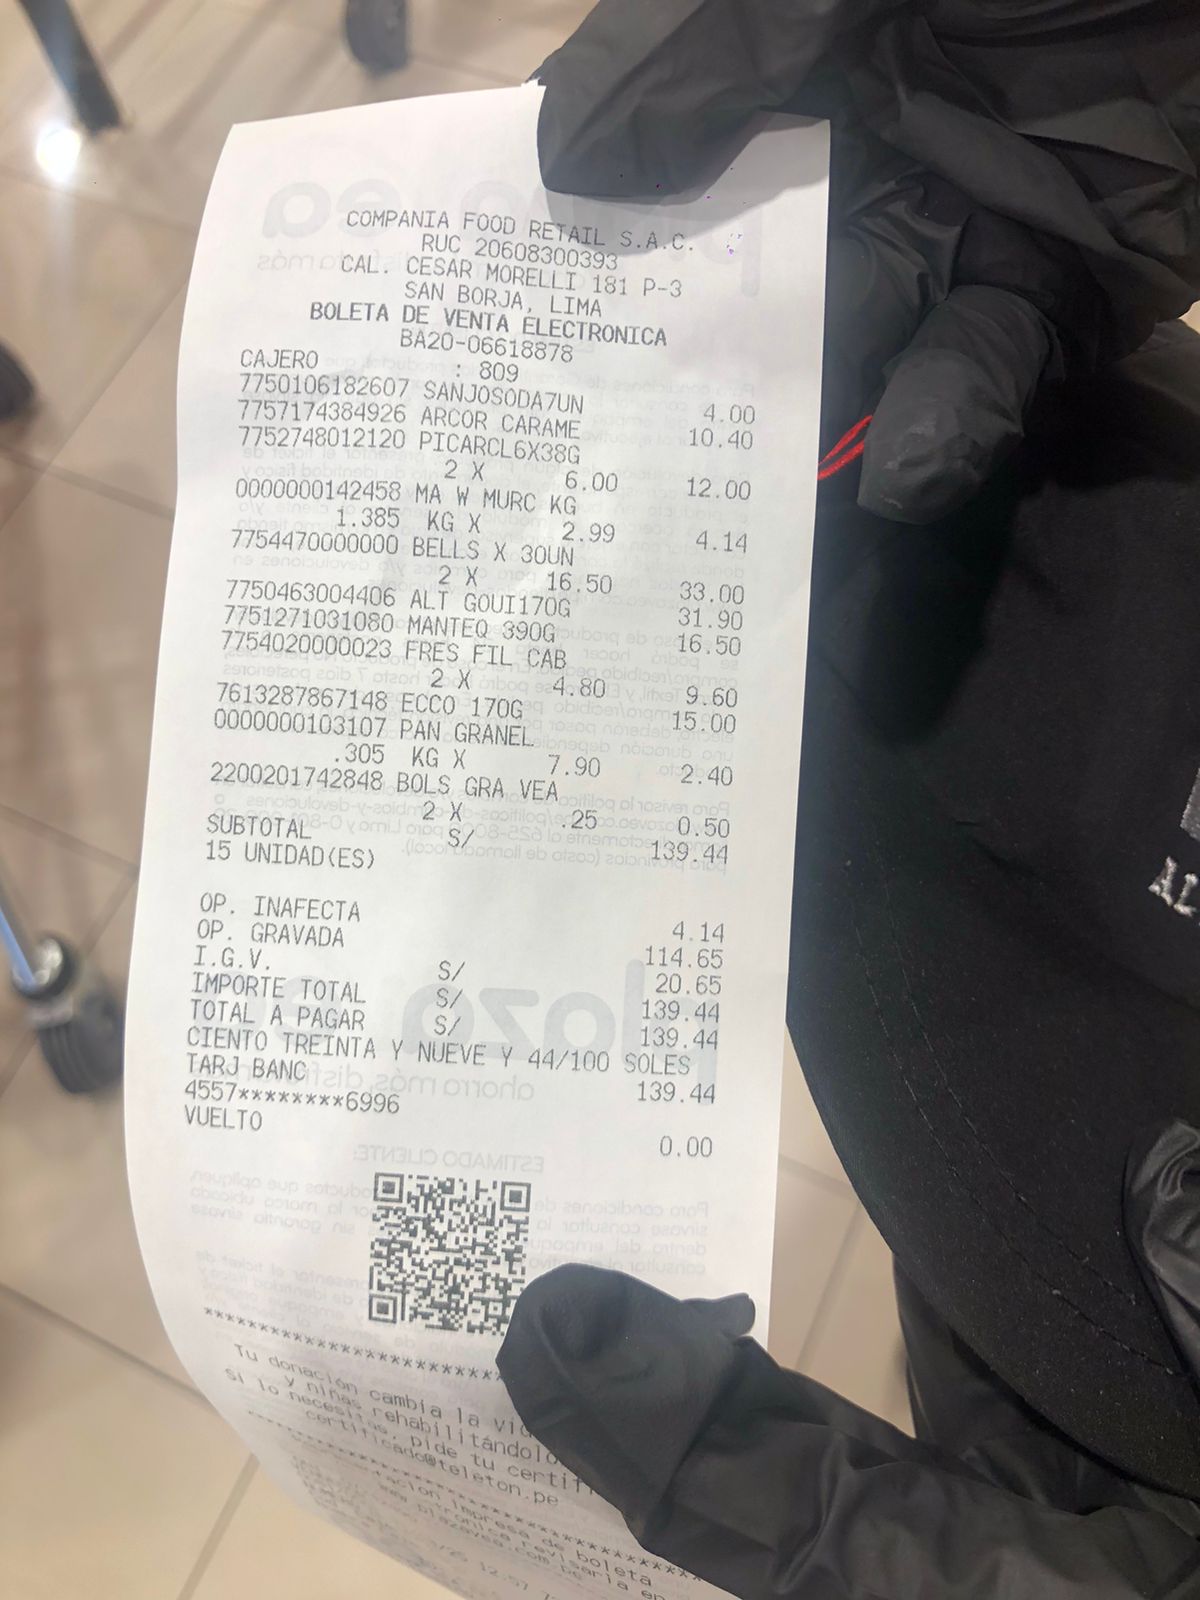 COMPANIA FOOD RETAIL S.A.C.
RUC 20608300393
CAL. CESAR MORELLI 181 P-3
SAN BORJA, LIMA
BOLETA DE VENTA ELECTRONICA
BA20-06618878
CAJERO : 809
7750106182607 SANJOSODA7UN 4.00
7757174384926 ARCOR CARAME 10.40
7752748012120 PICARCL6X38G
2 X 6.00 12.00
0000000142458 MA W MURC KG
1.385 KG X 2.99 4.14
7754470000000 BELLS X 30UN
2 X 16.50 33.00
7750463004406 ALT GOUI170G 31.90
7751271031080 MANTEQ 390G 16.50
7754020000023 FRES FIL CAB
2 X 4.80 9.60
7613287867148 ECCO 170G 15.00
0000000103107 PAN GRANEL
.305 KG X 7.90 2.40
2200201742848 BOLS GRA VEA
2 X .25 0.50
SUBTOTAL S/ 139.44
15 UNIDAD(ES)
OP. INAFECTA 4.14
OP. GRAVADA 114.65
I.G.V. S/ 20.65
IMPORTE TOTAL S/ 139.44
TOTAL A PAGAR S/ 139.44
CIENTO TREINTA Y NUEVE Y 44/100 SOLES
TARJ BANC 139.44
4557********6996
VUELTO 0.00
Tu donación cambia la
y niñas
Si lo necesitas, pide tu
certificado@teleton.pe
impresa de boleta
12:57
AL